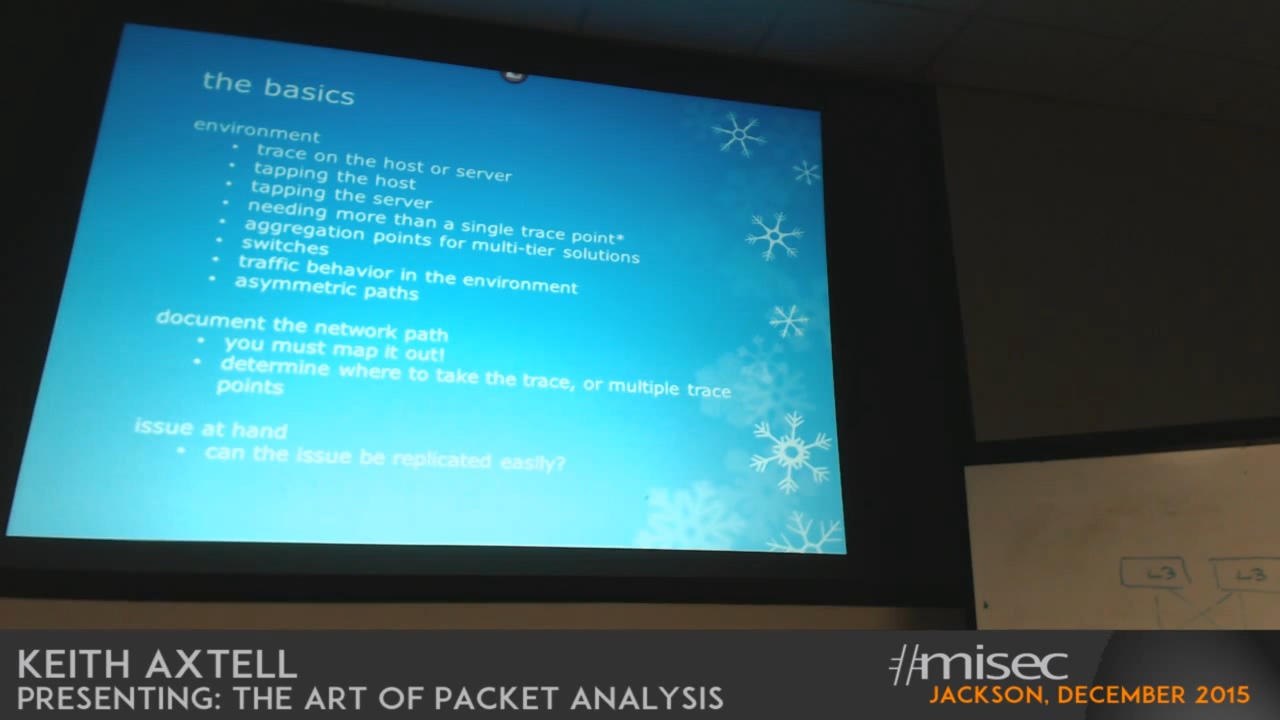 the basics
environment
• trace on the host or server
• tapping the host
• tapping the server
• needing more than a single trace point*
• aggregation points for multi-tier solutions
• switches
• traffic behavior in the environment
• asymmetric paths
document the network path
• you must map it out!
• determine where to take the trace, or multiple trace
points
issue at hand
• can the issue be replicated easily?
L3 L3
KEITH AXTELL
PRESENTING: THE ART OF PACKET ANALYSIS
#misec
JACKSON, DECEMBER 2015